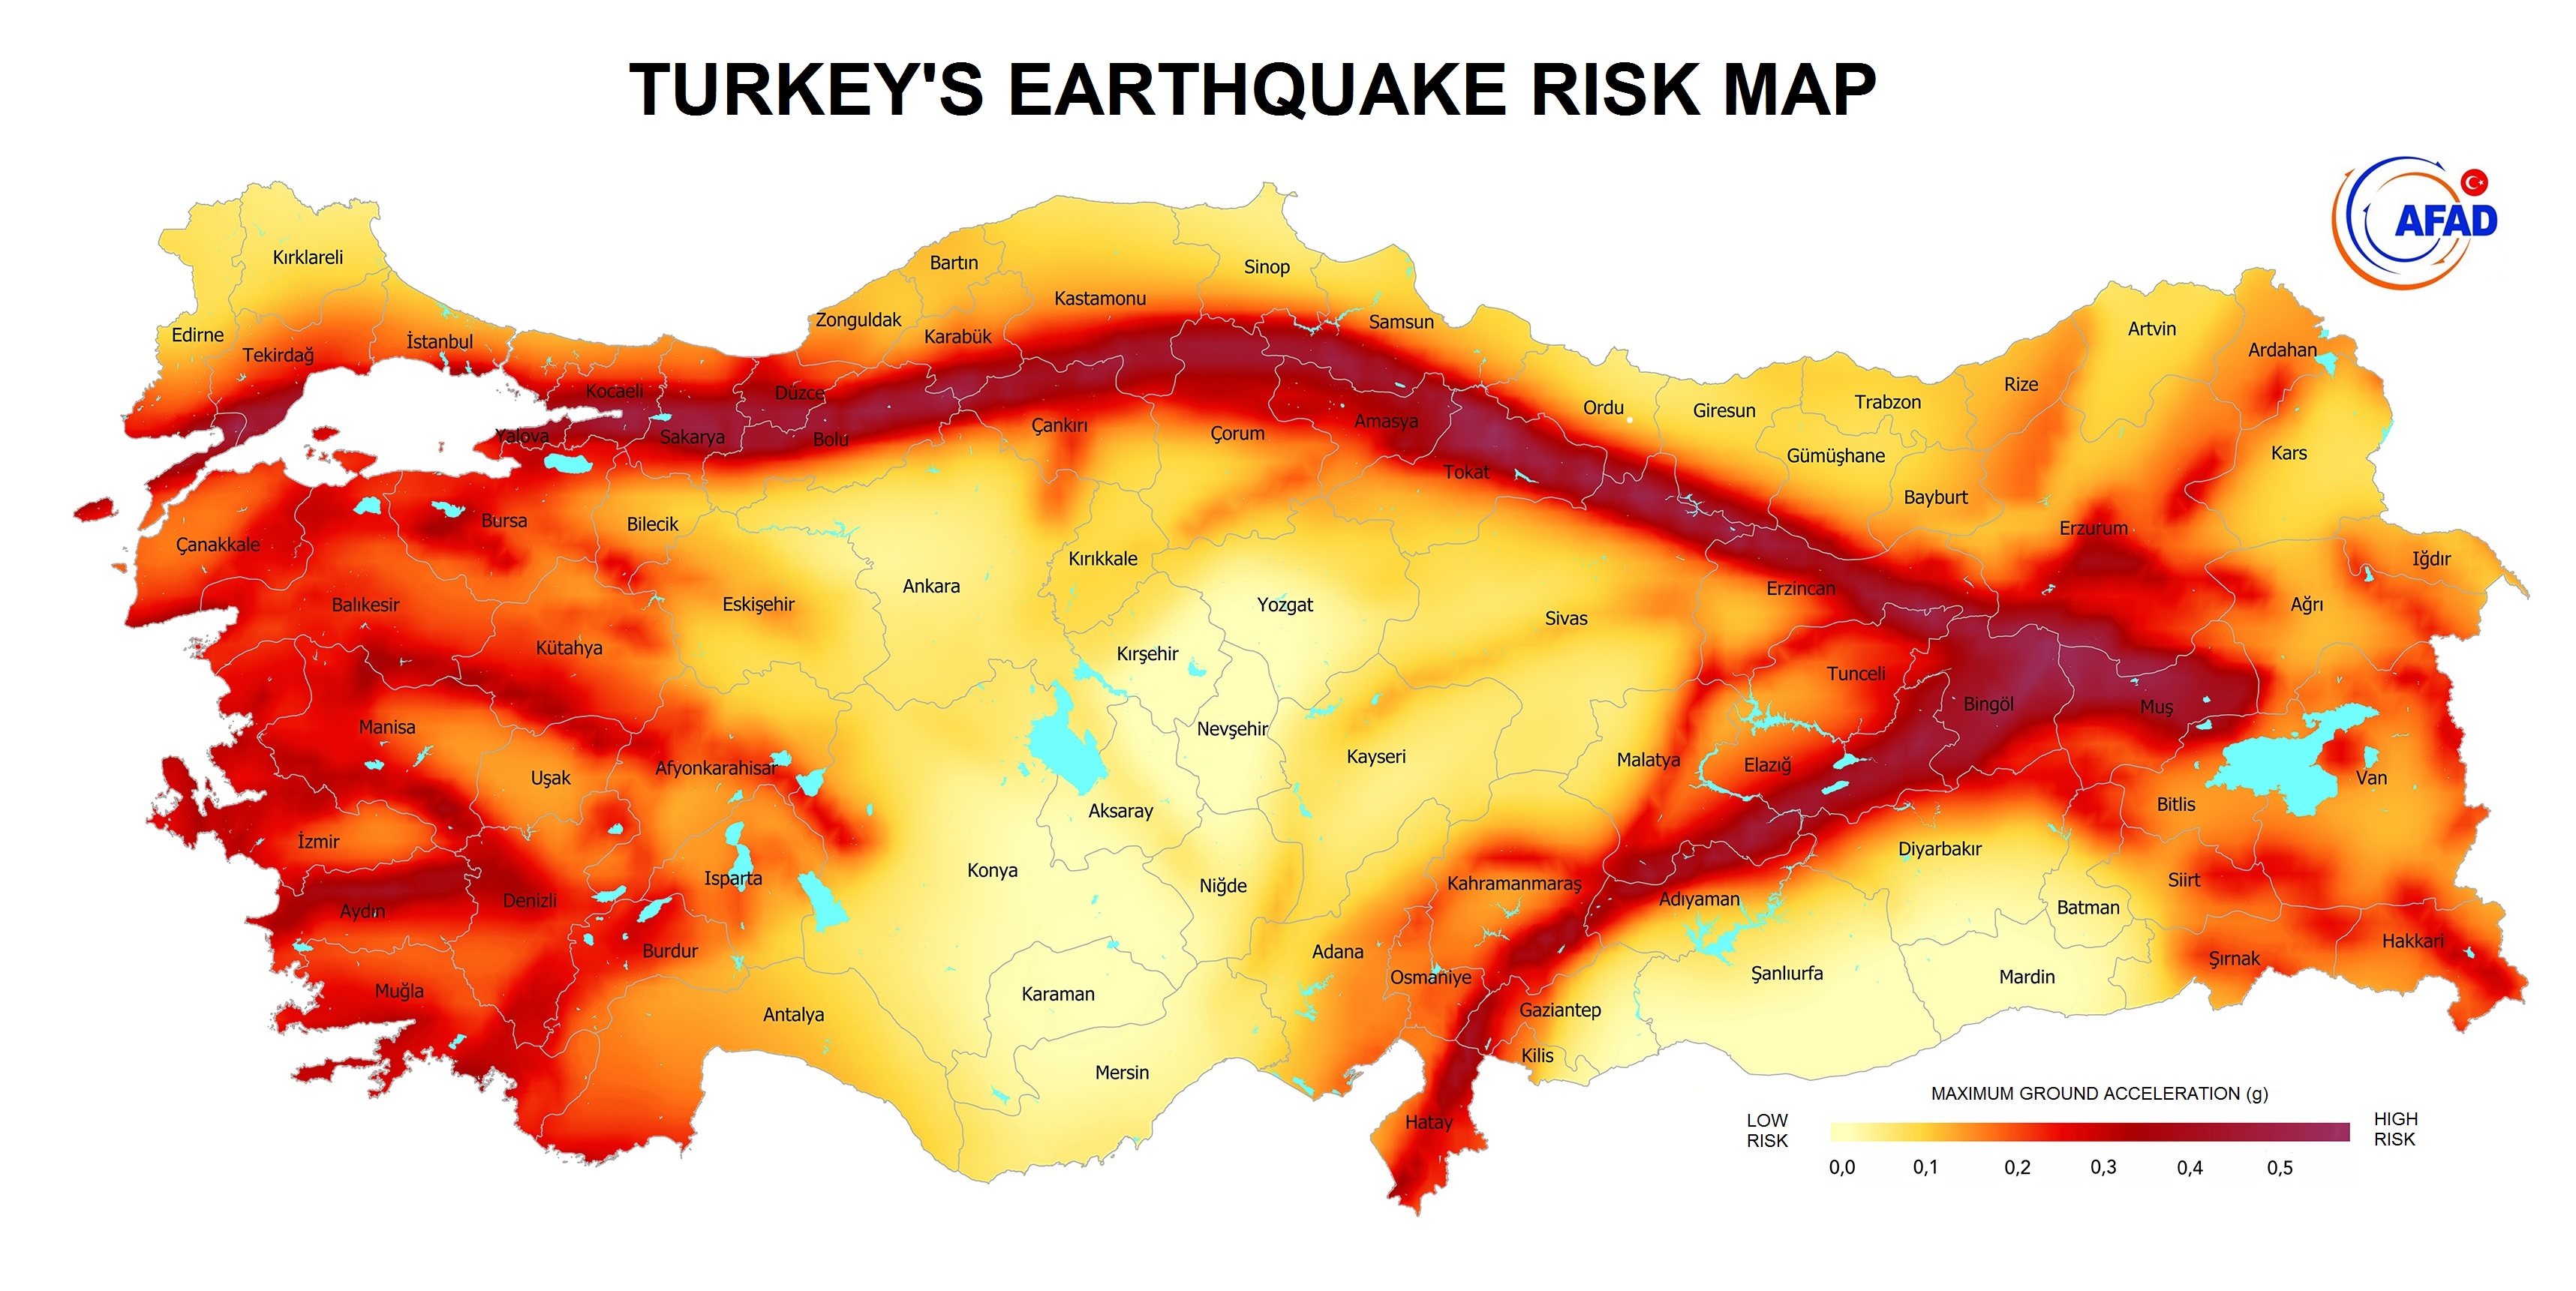 TURKEY'S EARTHQUAKE RISK MAP
AFAD
Kırklareli
Edirne
Tekirdağ
İstanbul
Kocaeli
Yalova
Sakarya
Düzce
Bolu
Zonguldak
Bartın
Karabük
Kastamonu
Sinop
Samsun
Çankırı
Çorum
Amasya
Tokat
Ordu
Giresun
Trabzon
Gümüşhane
Bayburt
Rize
Artvin
Ardahan
Kars
Iğdır
Ağrı
Erzurum
Erzincan
Çanakkale
Bursa
Bilecik
Balıkesir
Kütahya
Eskişehir
Ankara
Kırıkkale
Yozgat
Kırşehir
Sivas
Tunceli
Bingöl
Muş
Manisa
Uşak
Afyonkarahisar
Nevşehir
Kayseri
Malatya
Elazığ
Van
Bitlis
İzmir
Aksaray
Konya
Niğde
Isparta
Aydın
Denizli
Burdur
Muğla
Antalya
Karaman
Mersin
Adana
Kahramanmaraş
Osmaniye
Gaziantep
Kilis
Hatay
Adıyaman
Diyarbakır
Şanlıurfa
Mardin
Batman
Siirt
Şırnak
Hakkari
MAXIMUM GROUND ACCELERATION (g)
LOW
RISK
HIGH
RISK
0,0 0,1 0,2 0,3 0,4 0,5